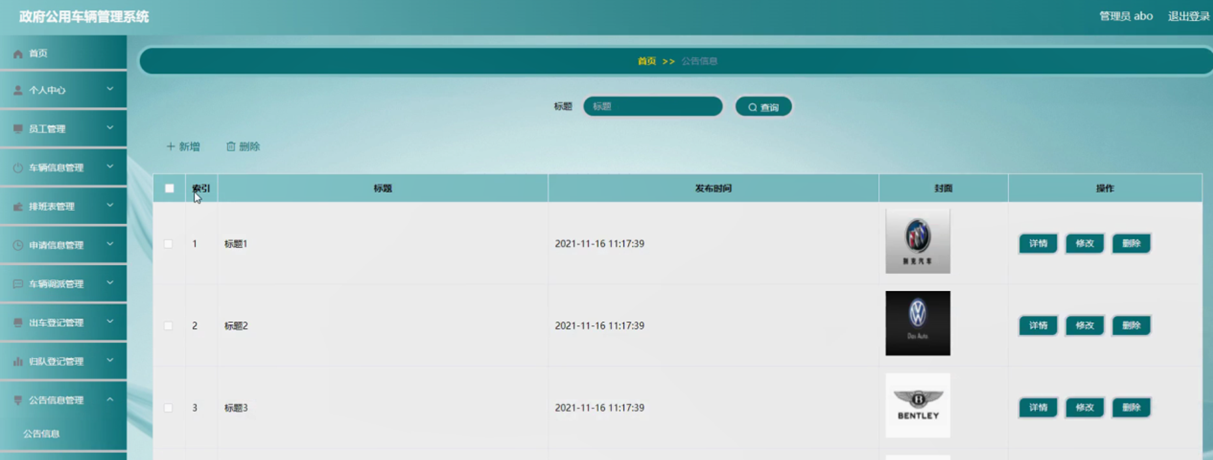 政府公用车辆管理系统
管理员 abo 退出登录
首页
个人中心
员工管理
车辆信息管理
排班表管理
申请信息管理
车辆调派管理
出车登记管理
归队登记管理
公告信息管理
公告信息
首页 >> 公告信息
标题 标题 查询
新增 删除
索引 标题 发布时间 封面 操作
1 标题1 2021-11-16 11:17:39 详情 修改 删除
别克汽车
2 标题2 2021-11-16 11:17:39 详情 修改 删除
Das Auto
3 标题3 2021-11-16 11:17:39 详情 修改 删除
B
BENTLEY